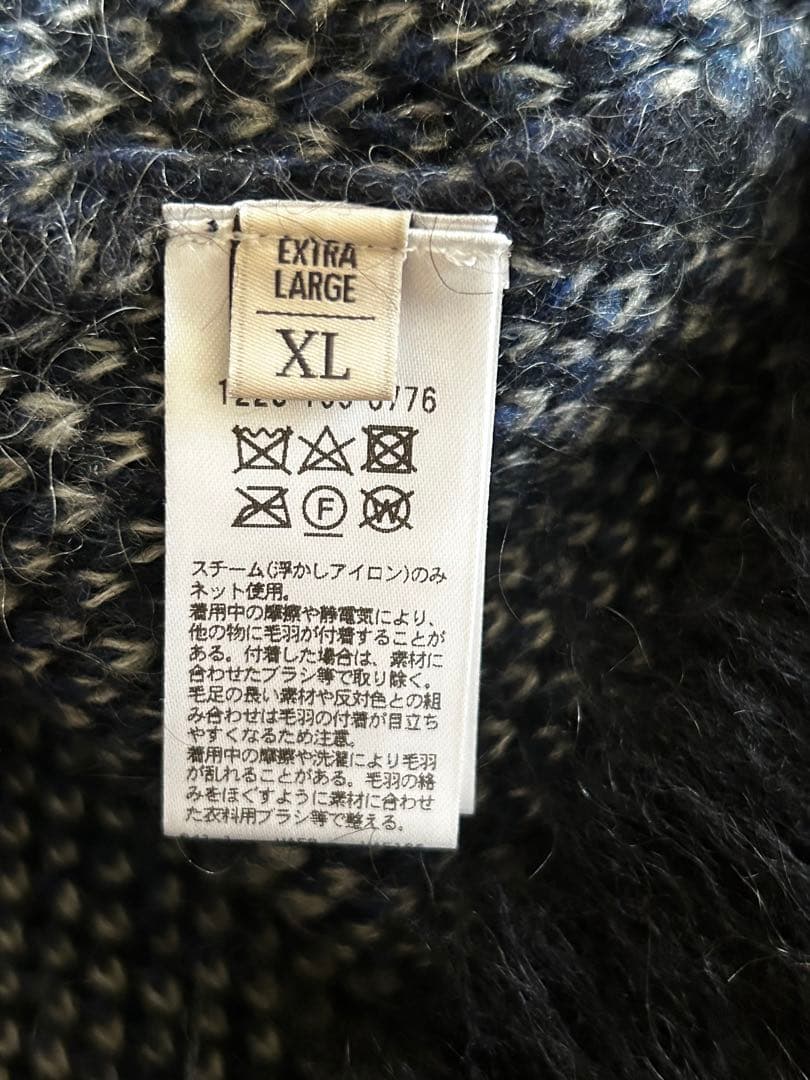 EXTRA
LARGE
XL
776
F
W
スチーム(浮かしアイロン)のみ
ネット使用。
着用中の摩擦や静電気により、
他の物に毛羽が付着することが
ある。付着した場合は、素材に
合わせたブラシ等で取り除く。
毛足の長い素材や反対色との組
み合わせは毛羽の付着が目立ち
やすくなるため注意。
着用中の摩擦や洗濯により毛羽
が乱れることがある。毛羽の絡
みをほぐすように素材に合わせ
た衣料用ブラシ等で整える。